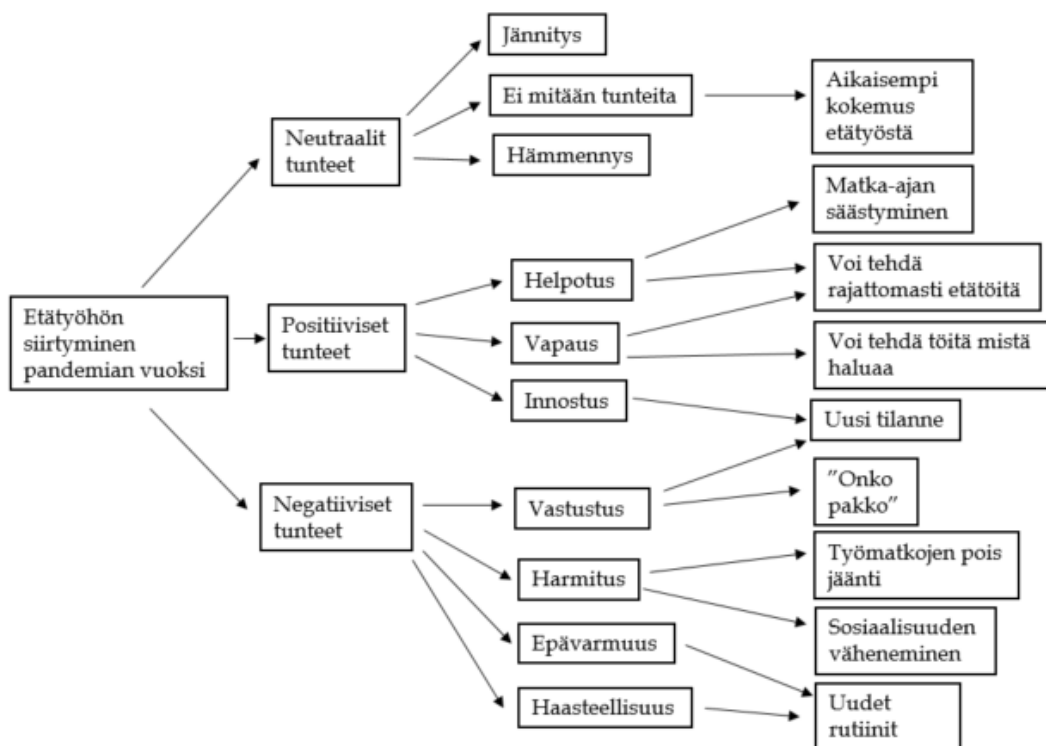 Jännitys
Ei mitään tunteita
Aikaisempi
kokemus
etätyöstä
Neutraalit
tunteet
Hämmennys
Matka-ajan
säästyminen
Helpotus
Voi tehdä
rajattomasti etätöitä
Etätyöhön
siirtyminen
pandemian vuoksi
Positiiviset
tunteet
Vapaus
Voi tehdä töitä mistä
haluaa
Innostus
Uusi tilanne
Negatiiviset
tunteet
Vastustus
”Onko
pakko”
Harmitus
Työmatkojen pois
jäänti
Epävarmuus
Sosiaalisuuden
väheneminen
Haasteellisuus
Uudet
rutiinit